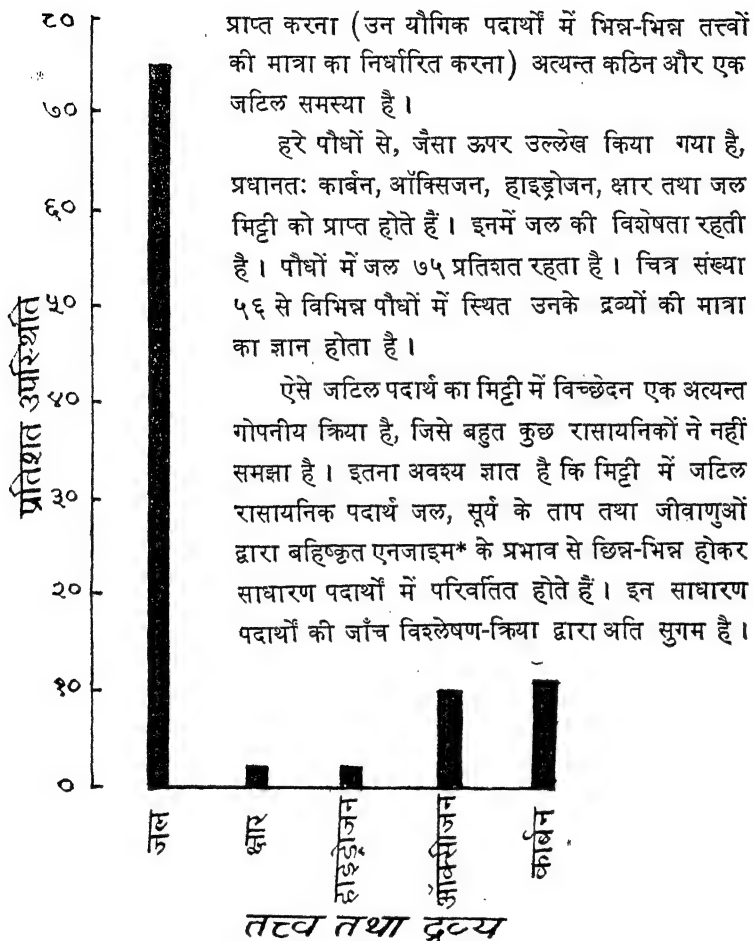 प्राप्त करना (उन यौगिक पदार्थों में भिन्न-भिन्न तत्त्वों
की मात्रा का निर्धारित करना) अत्यन्त कठिन और एक
जटिल समस्या है।
हरे पौधों से, जैसा ऊपर उल्लेख किया गया है,
प्रधानतः कार्बन, ऑक्सिजन, हाइड्रोजन, क्षार तथा जल
मिट्टी को प्राप्त होते हैं। इनमें जल की विशेषता रहती
है। पौधों में जल ७५ प्रतिशत रहता है। चित्र संख्या
५६ से विभिन्न पौधों में स्थित उनके द्रव्यों की मात्रा
का ज्ञान होता है।
ऐसे जटिल पदार्थ का मिट्टी में विच्छेदन एक अत्यन्त
गोपनीय क्रिया है, जिसे बहुत कुछ रासायनिकों ने नहीं
समझा है। इतना अवश्य ज्ञात है कि मिट्टी में जटिल
रासायनिक पदार्थ जल, सूर्य के ताप तथा जीवाणुओं
द्वारा बहिष्कृत एनजाइम* के प्रभाव से छिन्न-भिन्न होकर
साधारण पदार्थों में परिवर्तित होते हैं। इन साधारण
पदार्थों की जाँच विश्लेषण-क्रिया द्वारा अति सुगम है।
प्रतिशत उपस्थिति
८०
७०
६०
५०
४०
३०
२०
१०
०
जल
क्षार
हाइड्रोजन
ऑक्सीजन
कार्बन
तत्त्व तथा द्रव्य